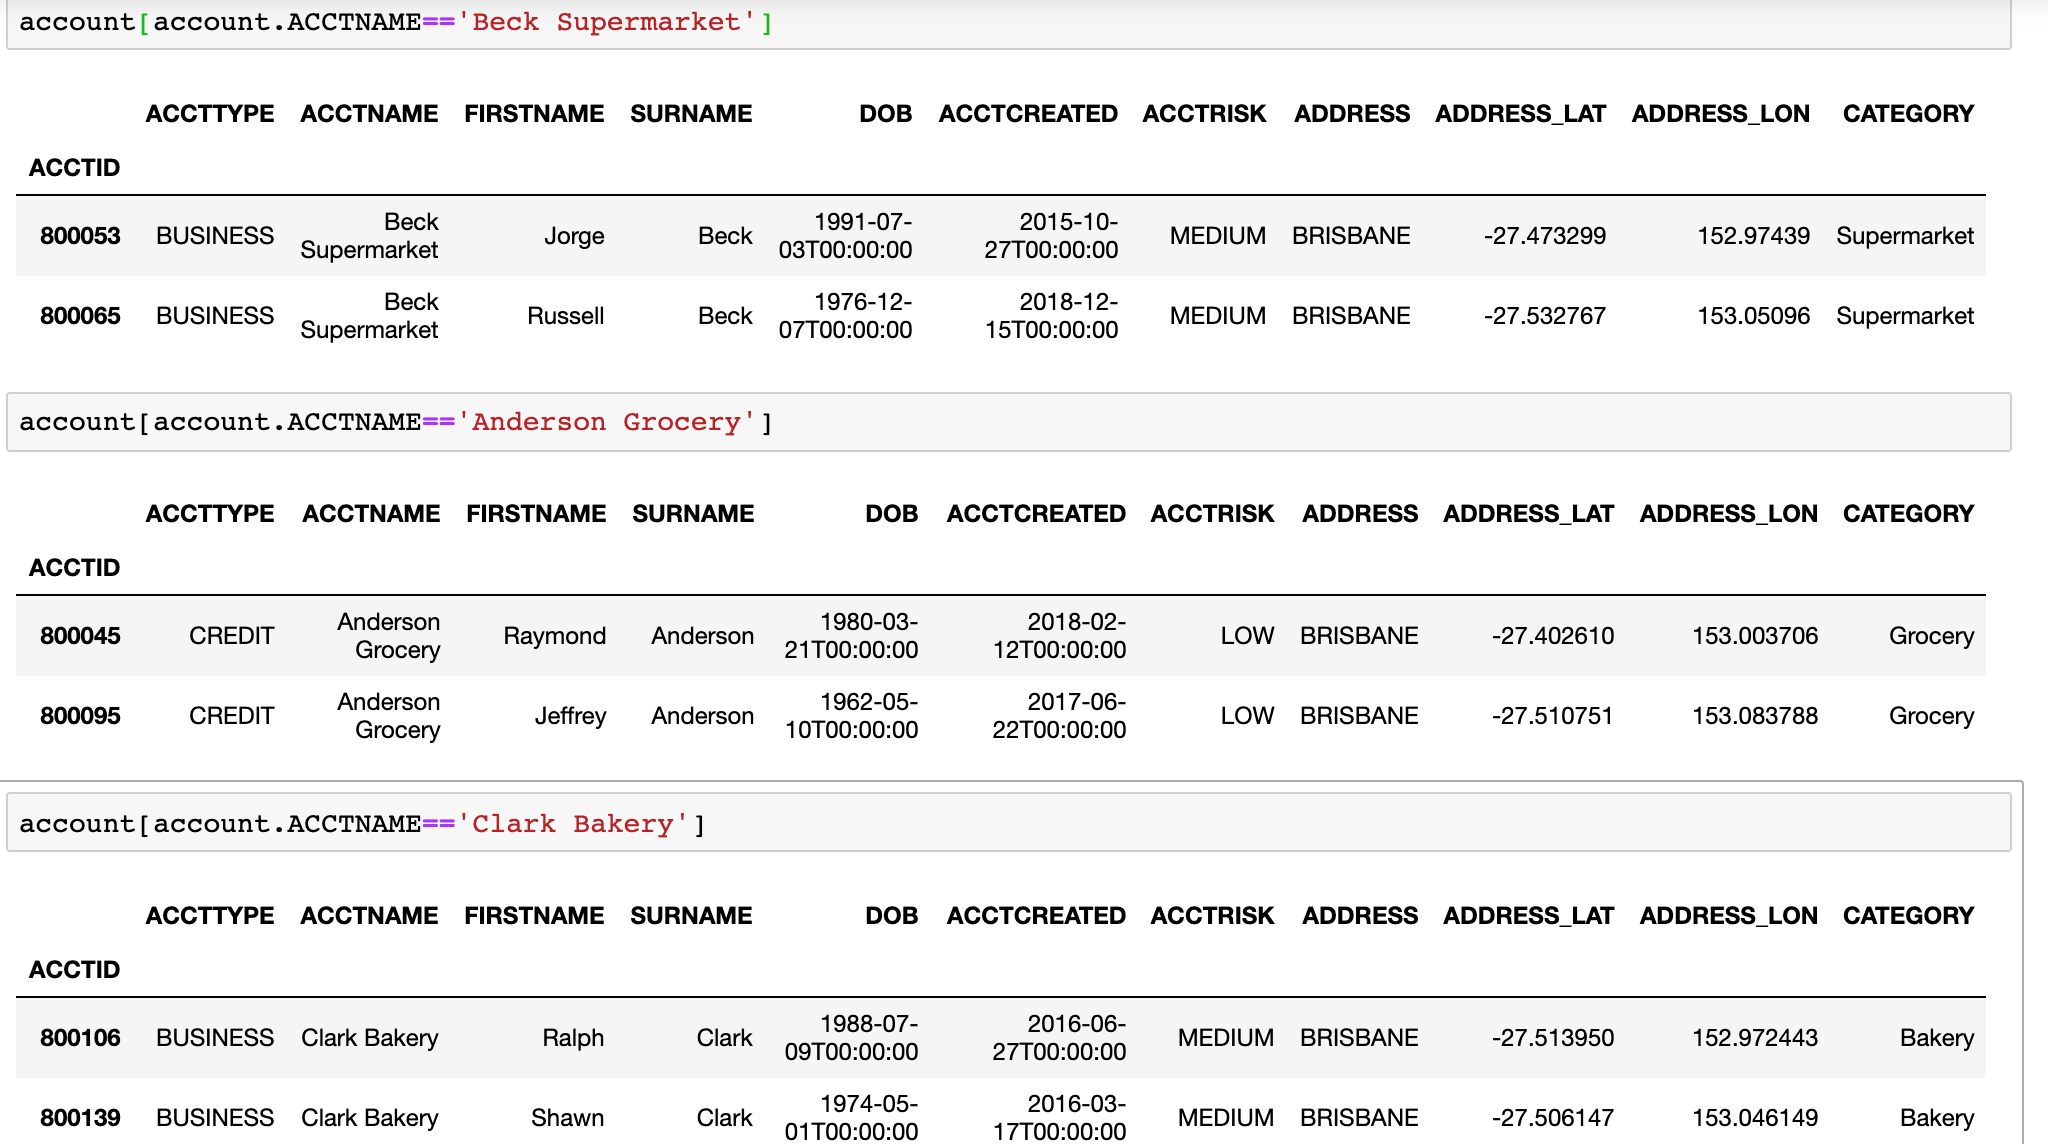 account[account.ACCTNAME=='Beck Supermarket']
ACCTTYPE ACCTNAME FIRSTNAME SURNAME DOB ACCTCREATED ACCTRISK ADDRESS ADDRESS_LAT ADDRESS_LON CATEGORY
ACCTID
800053 BUSINESS Beck Supermarket Jorge Beck 1991-07-03T00:00:00 2015-10-27T00:00:00 MEDIUM BRISBANE -27.473299 152.97439 Supermarket
800065 BUSINESS Beck Supermarket Russell Beck 1976-12-07T00:00:00 2018-12-15T00:00:00 MEDIUM BRISBANE -27.532767 153.05096 Supermarket
account[account.ACCTNAME=='Anderson Grocery']
ACCTTYPE ACCTNAME FIRSTNAME SURNAME DOB ACCTCREATED ACCTRISK ADDRESS ADDRESS_LAT ADDRESS_LON CATEGORY
ACCTID
800045 CREDIT Anderson Grocery Raymond Anderson 1980-03-21T00:00:00 2018-02-12T00:00:00 LOW BRISBANE -27.402610 153.003706 Grocery
800095 CREDIT Anderson Grocery Jeffrey Anderson 1962-05-10T00:00:00 2017-06-22T00:00:00 LOW BRISBANE -27.510751 153.083788 Grocery
account[account.ACCTNAME=='Clark Bakery']
ACCTTYPE ACCTNAME FIRSTNAME SURNAME DOB ACCTCREATED ACCTRISK ADDRESS ADDRESS_LAT ADDRESS_LON CATEGORY
ACCTID
800106 BUSINESS Clark Bakery Ralph Clark 1988-07-09T00:00:00 2016-06-27T00:00:00 MEDIUM BRISBANE -27.513950 152.972443 Bakery
800139 BUSINESS Clark Bakery Shawn Clark 1974-05-01T00:00:00 2016-03-17T00:00:00 MEDIUM BRISBANE -27.506147 153.046149 Bakery